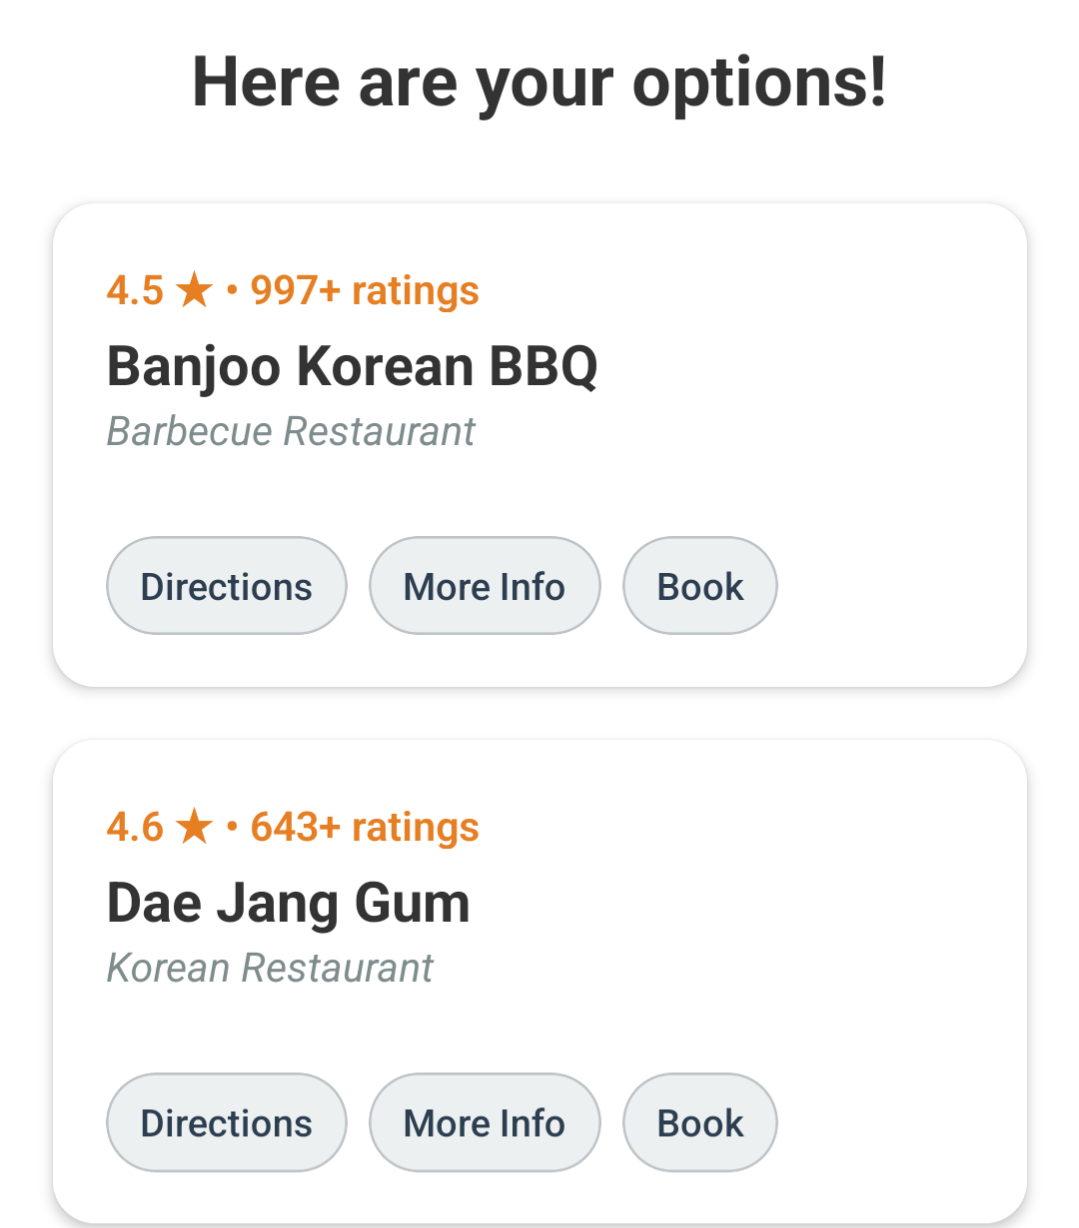 Here are your options!
4.5 ★ • 997+ ratings
Banjoo Korean BBQ
Barbecue Restaurant
Directions More Info Book
4.6 ★ • 643+ ratings
Dae Jang Gum
Korean Restaurant
Directions More Info Book